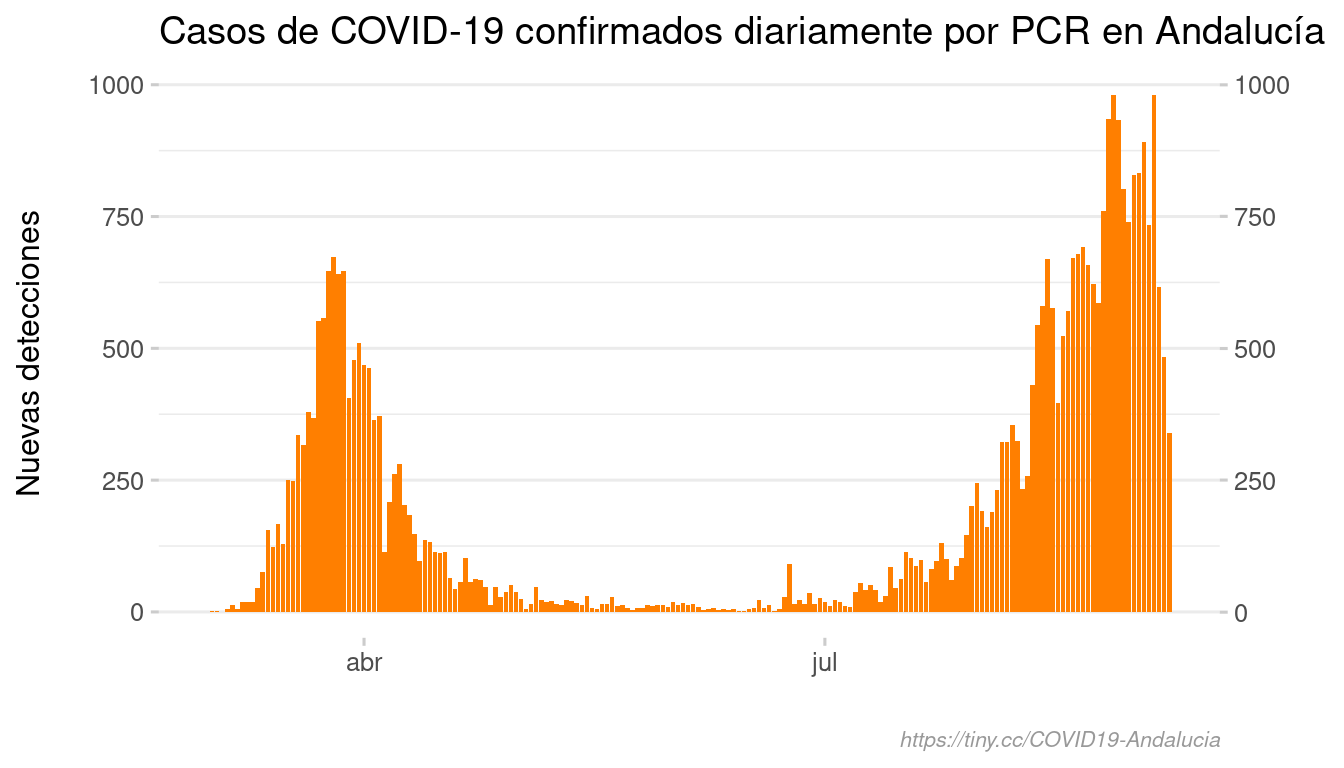 Casos de COVID-19 confirmados diariamente por PCR en Andalucía
Nuevas detecciones
1000
750
500
250
0
1000
750
500
250
0
abr
jul
https://tiny.cc/COVID19-Andalucia